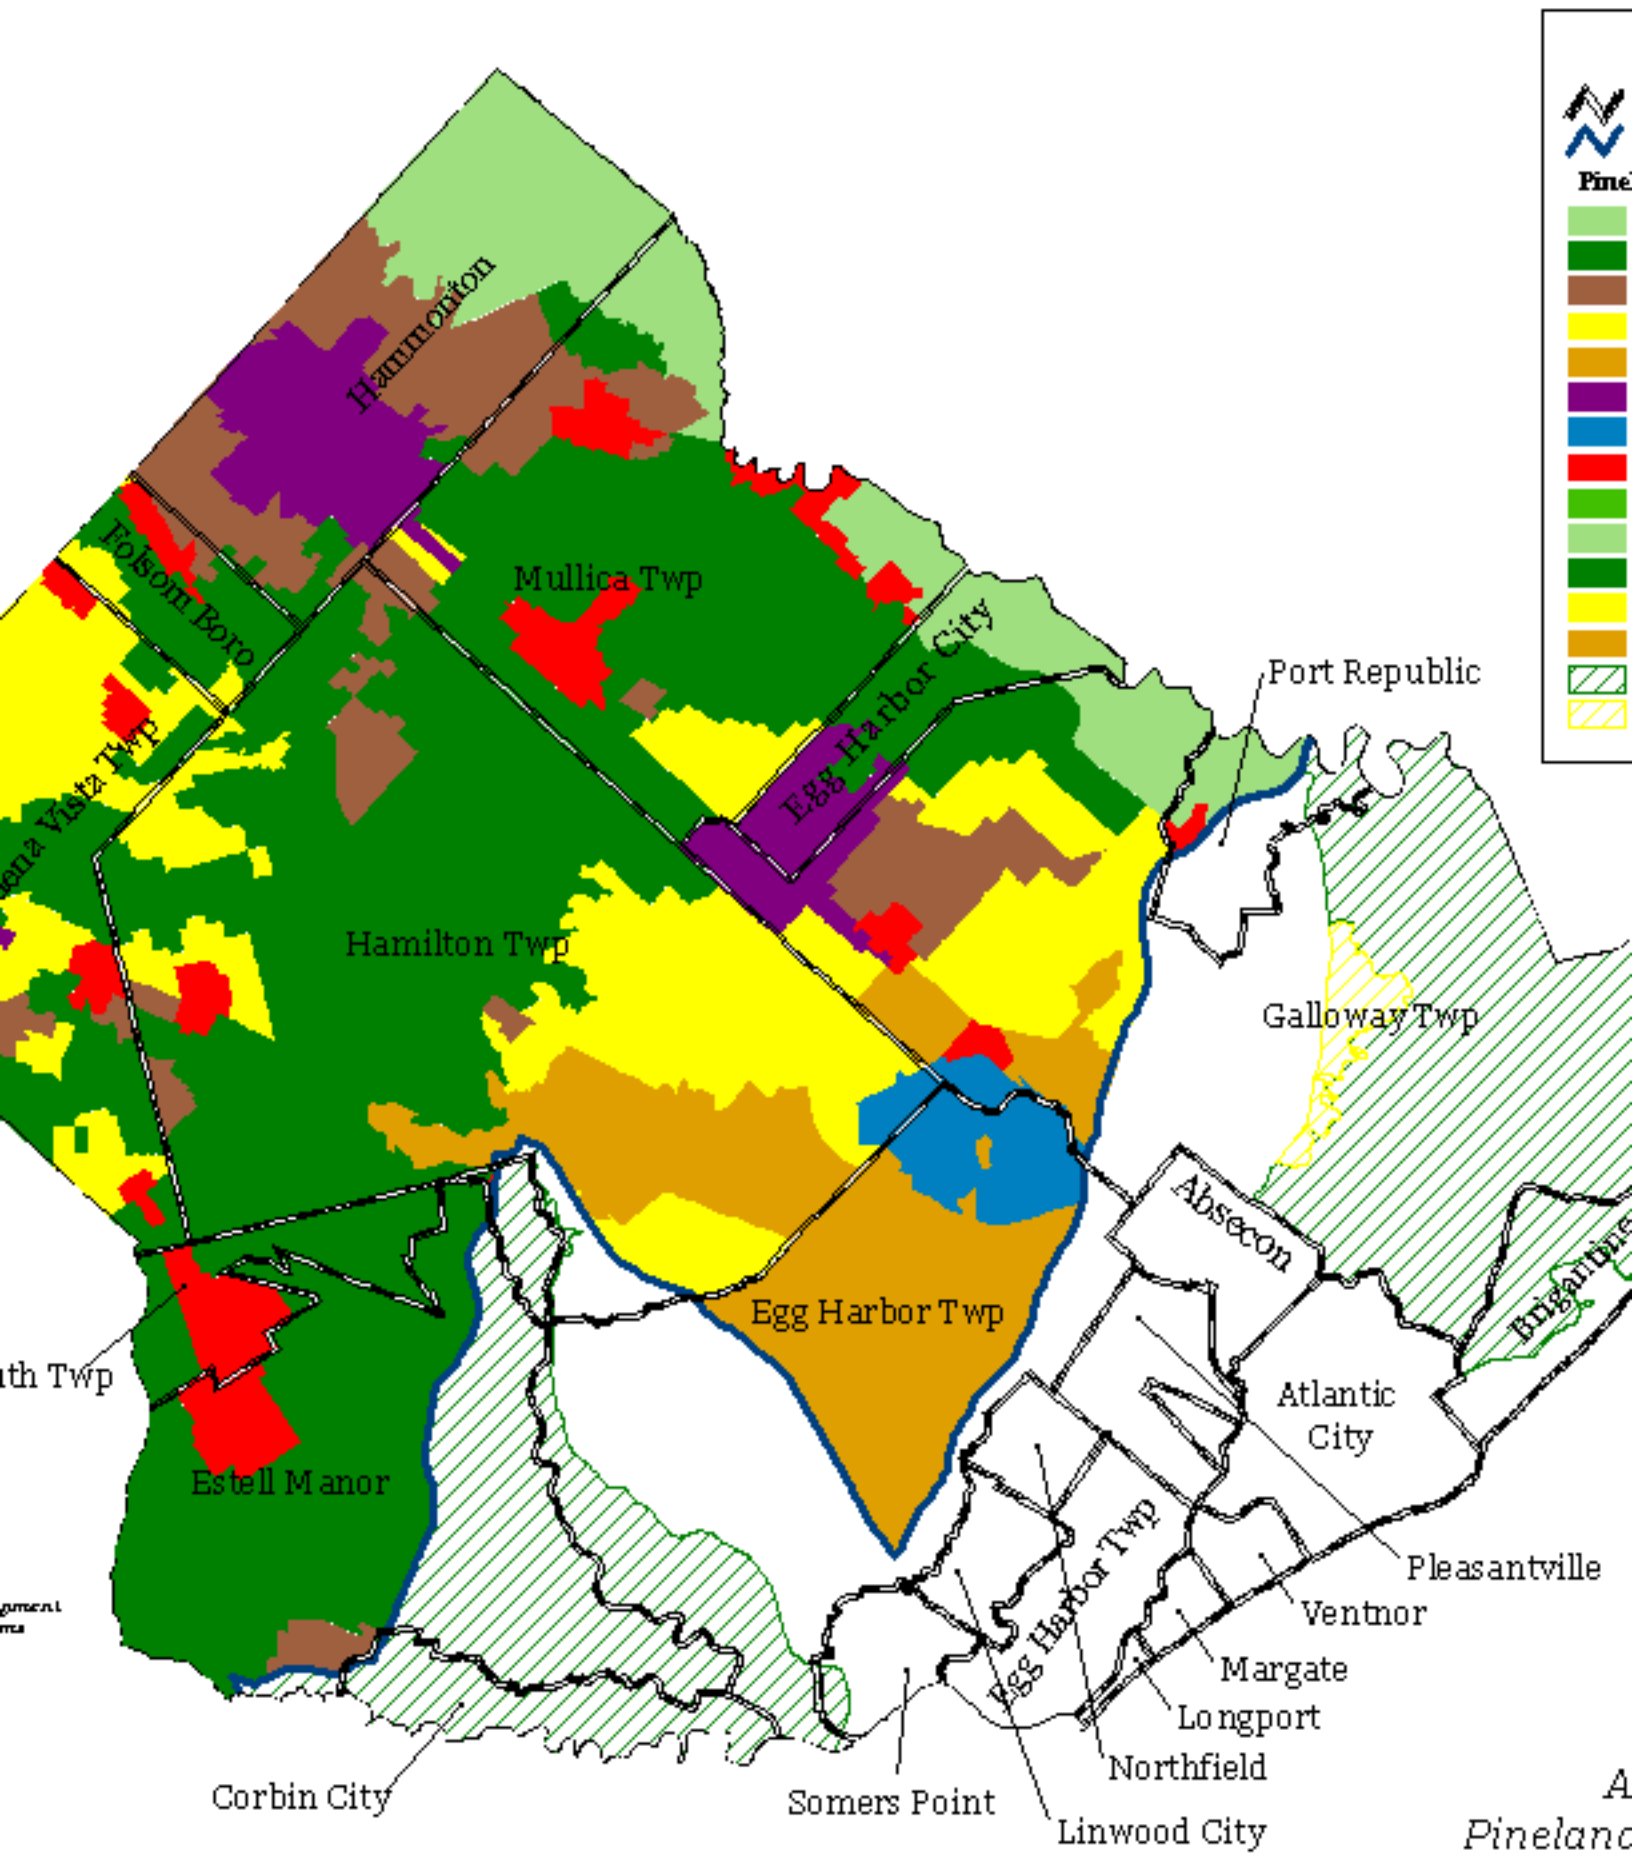 Hammonton
Folsom Boro
Mullica Twp
Egg Harbor City
Port Republic
Vista Twp
Hamilton Twp
Galloway Twp
Absecon
Brigantine
Egg Harbor Twp
Twp
Atlantic
City
Estell Manor
Egg Harbor Twp
Pleasantville
Ventnor
Margate
Longport
Northfield
Corbin City
Somers Point
Linwood City